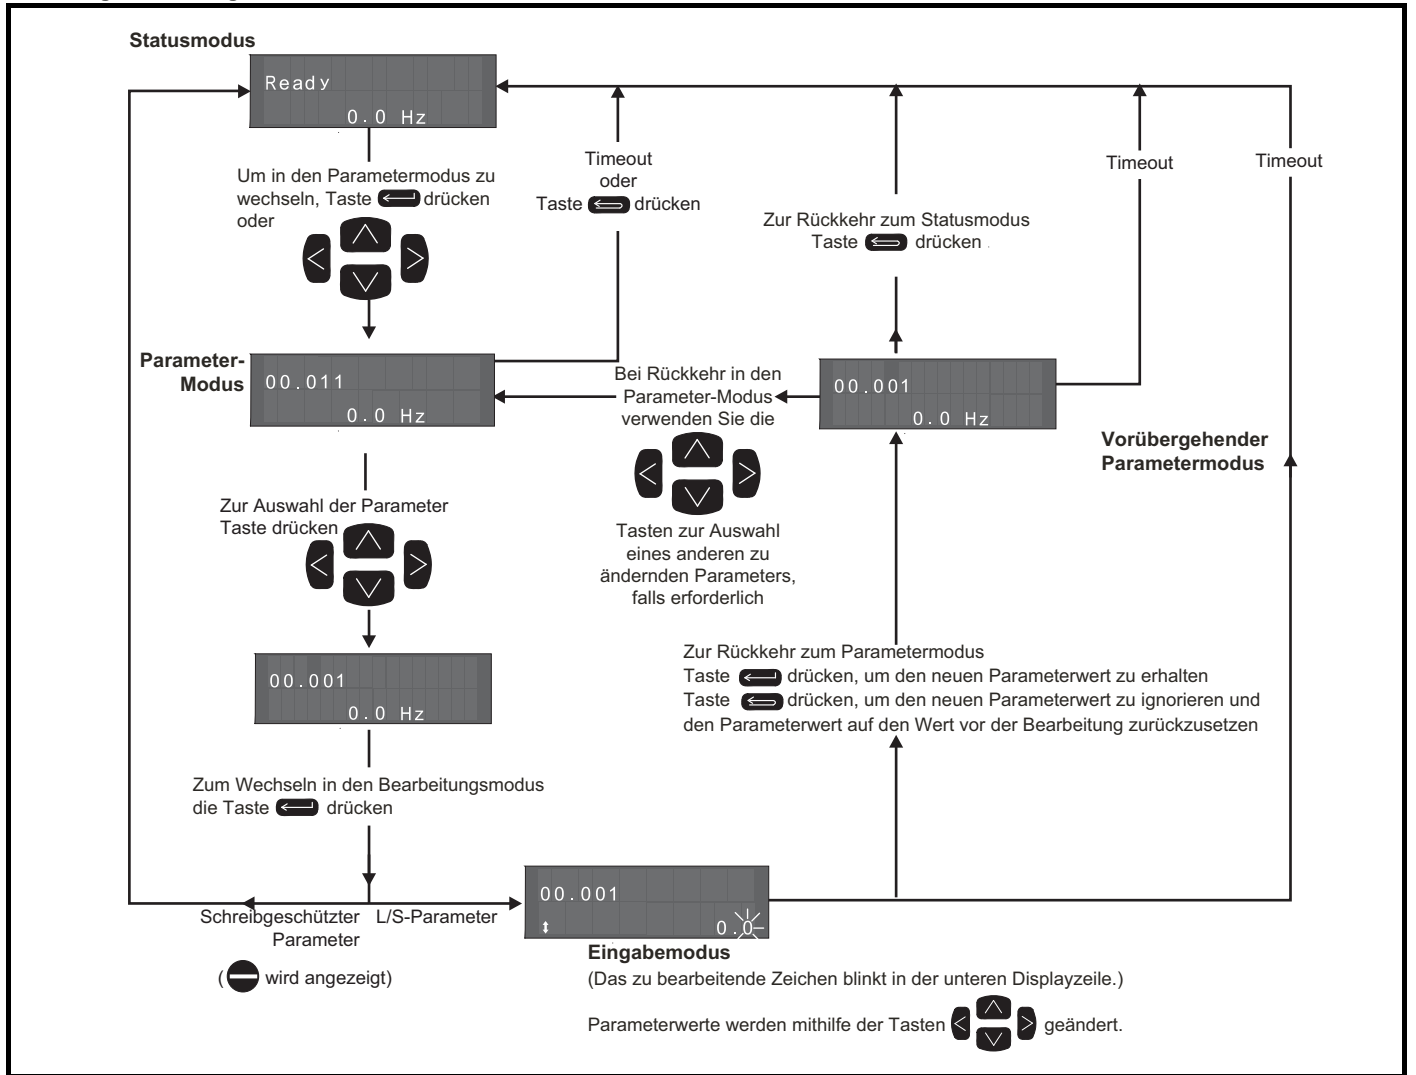 Statusmodus
Ready
0.0 Hz
Um in den Parametermodus zu
wechseln, Taste drücken
oder
Timeout
oder
Taste drücken
Zur Rückkehr zum Statusmodus
Taste drücken
Timeout
Timeout
Parameter-
Modus
00.011
0.0 Hz
Bei Rückkehr in den
Parameter-Modus
verwenden Sie die
Tasten zur Auswahl
eines anderen zu
ändernden Parameters,
falls erforderlich
00.001
0.0 Hz
Vorübergehender
Parametermodus
Zur Auswahl der Parameter
Taste drücken
00.001
0.0 Hz
Zur Rückkehr zum Parametermodus
Taste drücken, um den neuen Parameterwert zu erhalten
Taste drücken, um den neuen Parameterwert zu ignorieren und
den Parameterwert auf den Wert vor der Bearbeitung zurückzusetzen
Zum Wechseln in den Bearbeitungsmodus
die Taste drücken
Schreibgeschützter
Parameter
( wird angezeigt)
L/S-Parameter
00.001
0.0
Eingabemodus
(Das zu bearbeitende Zeichen blinkt in der unteren Displayzeile.)
Parameterwerte werden mithilfe der Tasten geändert.